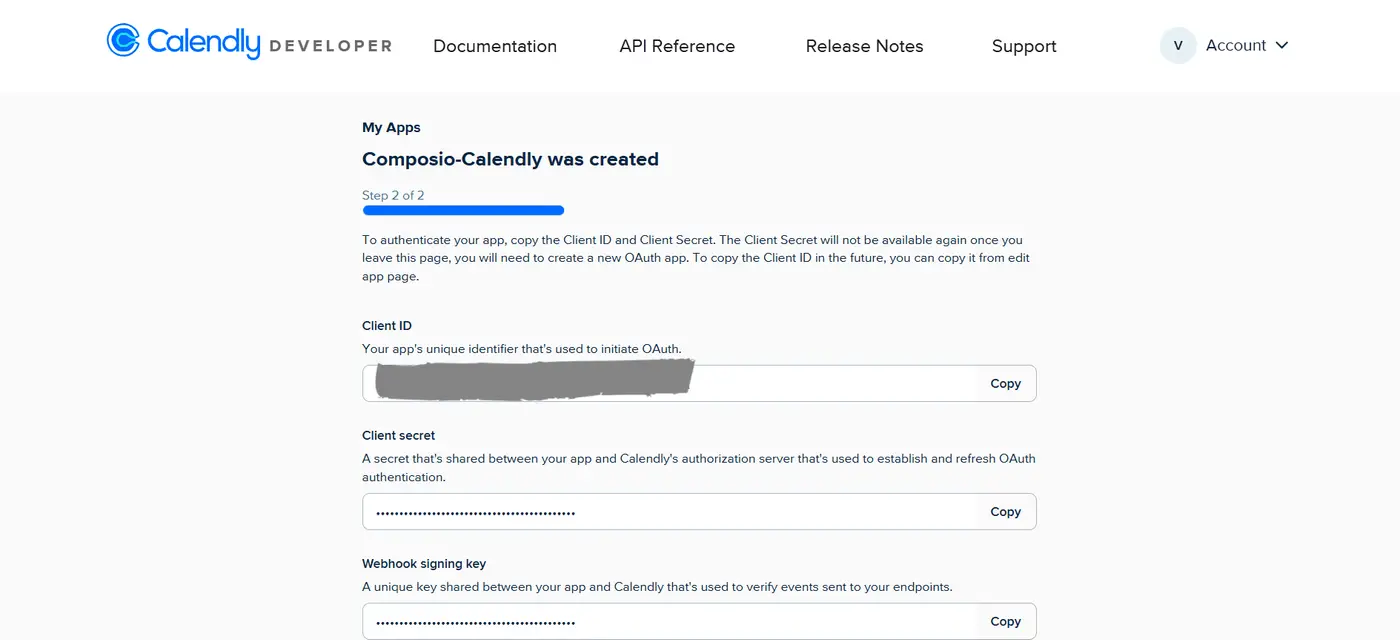 Calendly DEVELOPER Documentation API Reference Release Notes Support V Account
My Apps
Composio-Calendly was created
Step 2 of 2
To authenticate your app, copy the Client ID and Client Secret. The Client Secret will not be available again once you
leave this page, you will need to create a new OAuth app. To copy the Client ID in the future, you can copy it from edit
app page.
Client ID
Your app's unique identifier that's used to initiate OAuth.
Copy
Client secret
A secret that's shared between your app and Calendly's authorization server that's used to establish and refresh OAuth
authentication.
•••••••••••••••••••••••••••••••••••••••••••• Copy
Webhook signing key
A unique key shared between your app and Calendly that's used to verify events sent to your endpoints.
•••••••••••••••••••••••••••••••••••••••••••• Copy